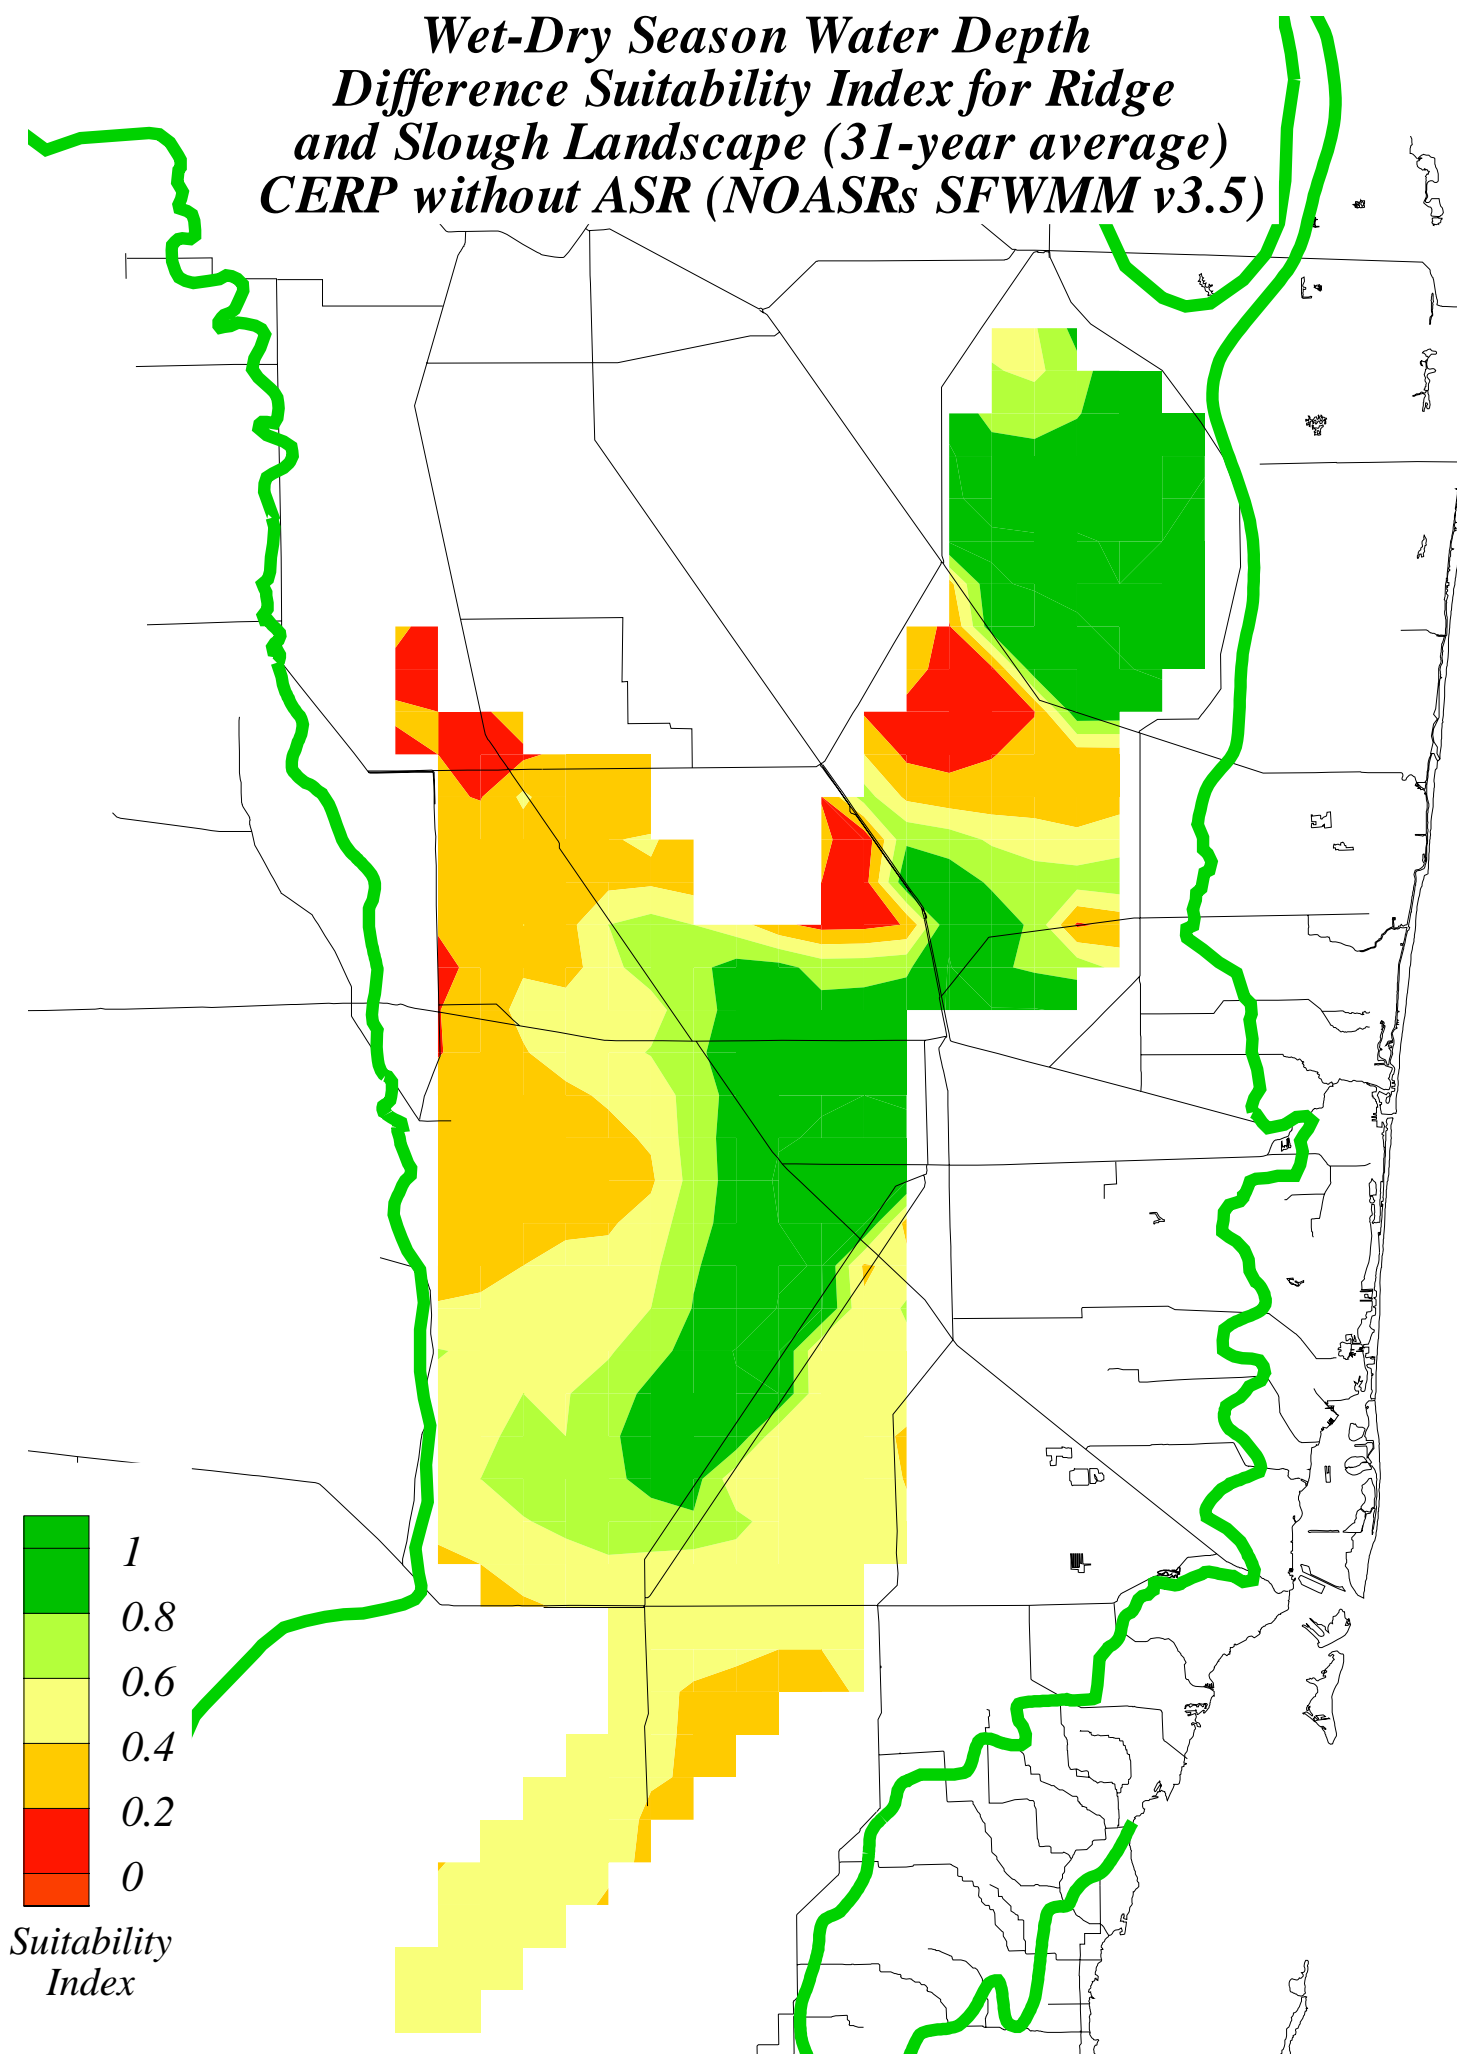 Wet-Dry Season Water Depth
Difference Suitability Index for Ridge
and Slough Landscape (31-year average)
CERP without ASR (NOASRs SFWMM v3.5)
1
0.8
0.6
0.4
0.2
0
Suitability
Index